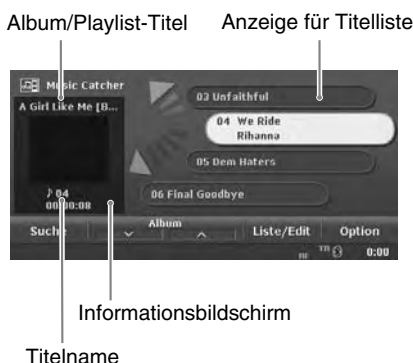 Album/Playlist-Titel
Anzeige für Titelliste
Music Catcher
A Girl Like Me [B...
03 Unfaithful
04 We Ride
Rihanna
05 Dem Haters
♪ 04
00:00:08
06 Final Goodbye
Suche
Album
Liste/Edit
Option
0:00
Informationsbildschirm
Titelname